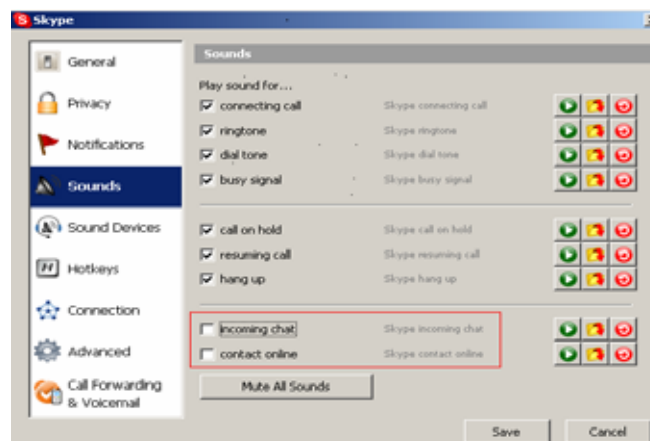 Skype
General
Privacy
Notifications
Sounds
Sound Devices
Hotkeys
Connection
Advanced
Call Forwarding
& Voicemail
Sounds
Play sound for...
connecting call Skype connecting call
ringtone Skype ringtone
dial tone Skype dial tone
busy signal Skype busy signal
call on hold Skype call on hold
resuming call Skype resuming call
hang up Skype hang up
incoming chat Skype incoming chat
contact online Skype contact online
Mute All Sounds
Save Cancel